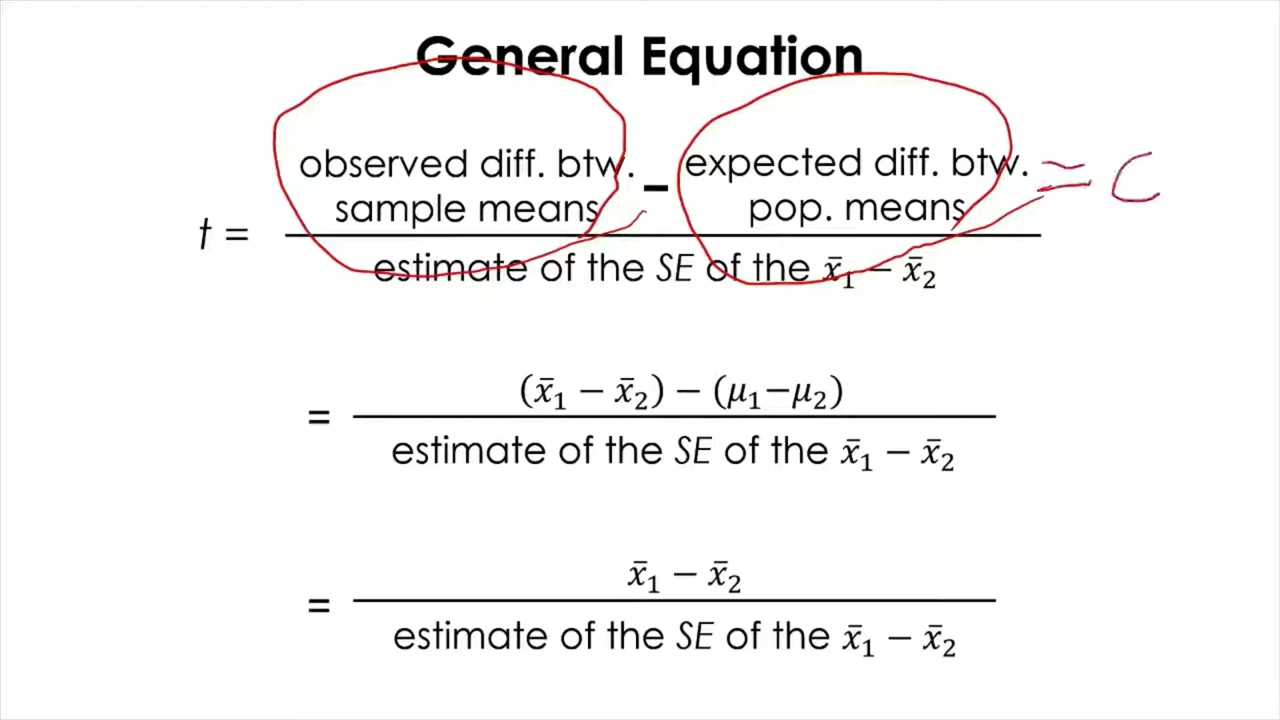 General Equation
observed diff. btw. - expected diff. btw. = C
sample means pop. means
t =
estimate of the SE of the x̄₁ − x̄₂
(x̄₁ − x̄₂) − (μ₁−μ₂)
=
estimate of the SE of the x̄₁ − x̄₂
x̄₁ − x̄₂
=
estimate of the SE of the x̄₁ − x̄₂